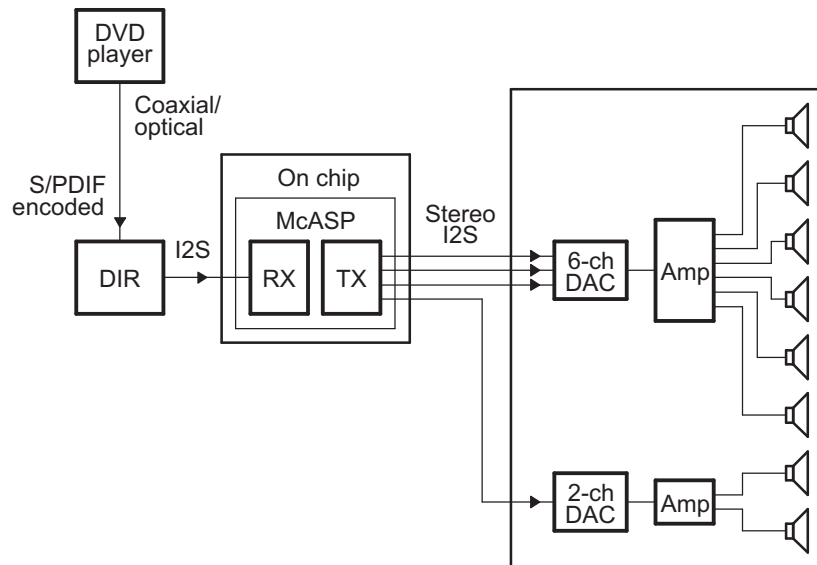 DVD
player
Coaxial/
optical
S/PDIF
encoded
DIR
I2S
On chip
McASP
RX
TX
Stereo
I2S
6-ch
DAC
Amp
2-ch
DAC
Amp